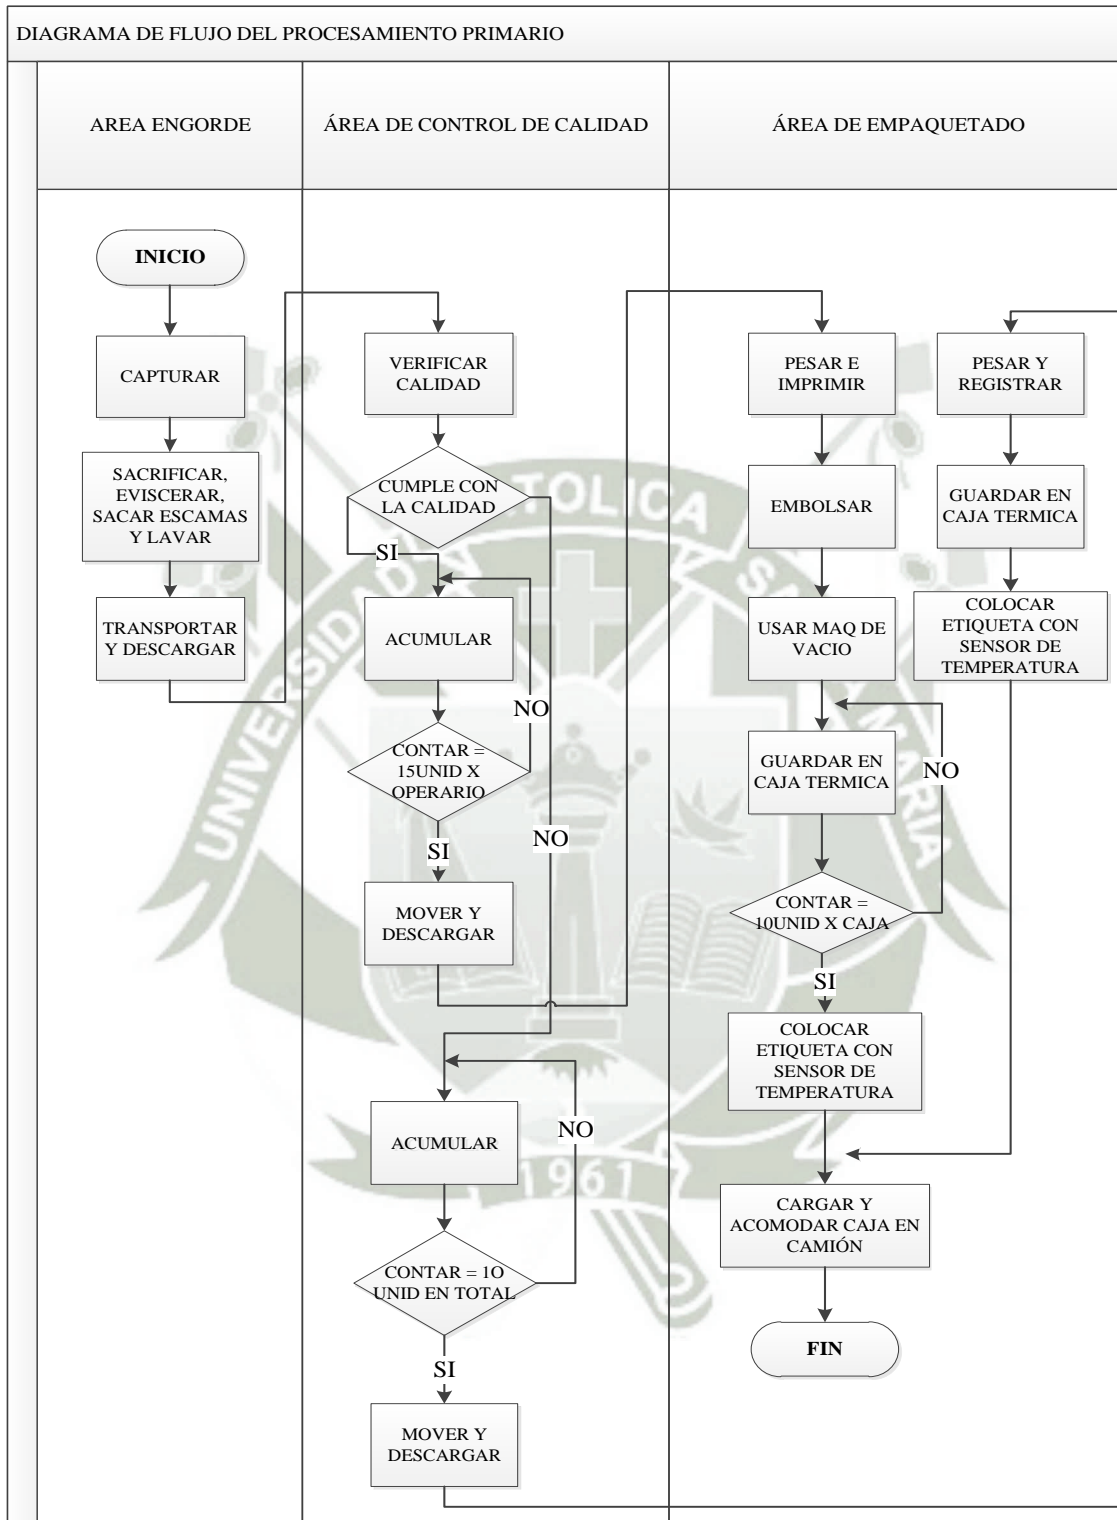 DIAGRAMA DE FLUJO DEL PROCESAMIENTO PRIMARIO
AREA ENGORDE
ÁREA DE CONTROL DE CALIDAD
ÁREA DE EMPAQUETADO
INICIO
CAPTURAR
SACRIFICAR,
EVISCERAR,
SACAR ESCAMAS
Y LAVAR
TRANSPORTAR
Y DESCARGAR
VERIFICAR
CALIDAD
CUMPLE CON
LA CALIDAD
SI
ACUMULAR
NO
CONTAR =
15UNID X
OPERARIO
SI
NO
MOVER Y
DESCARGAR
ACUMULAR
NO
CONTAR = 1O
UNID EN TOTAL
SI
MOVER Y
DESCARGAR
PESAR E
IMPRIMIR
EMBOLSAR
USAR MAQ DE
VACIO
GUARDAR EN
CAJA TERMICA
NO
CONTAR =
10UNID X CAJA
SI
COLOCAR
ETIQUETA CON
SENSOR DE
TEMPERATURA
CARGAR Y
ACOMODAR CAJA EN
CAMIÓN
FIN
PESAR Y
REGISTRAR
GUARDAR EN
CAJA TERMICA
COLOCAR
ETIQUETA CON
SENSOR DE
TEMPERATURA
UNIVERSIDAD
MARIA
1961